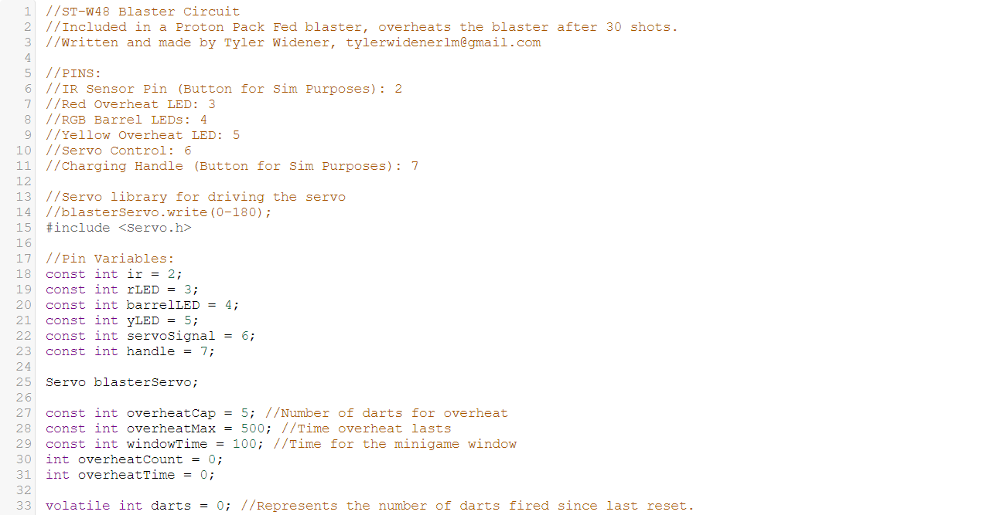 1 //ST-W48 Blaster Circuit
2 //Included in a Proton Pack Fed blaster, overheats the blaster after 30 shots.
3 //Written and made by Tyler Widener, tylerwidenerlm@gmail.com
4
5 //PINS:
6 //IR Sensor Pin (Button for Sim Purposes): 2
7 //Red Overheat LED: 3
8 //RGB Barrel LEDs: 4
9 //Yellow Overheat LED: 5
10 //Servo Control: 6
11 //Charging Handle (Button for Sim Purposes): 7
12
13 //Servo library for driving the servo
14 //blasterServo.write(0-180);
15 #include <Servo.h>
16
17 //Pin Variables:
18 const int ir = 2;
19 const int rLED = 3;
20 const int barrelLED = 4;
21 const int yLED = 5;
22 const int servoSignal = 6;
23 const int handle = 7;
24
25 Servo blasterServo;
26
27 const int overheatCap = 5; //Number of darts for overheat
28 const int overheatMax = 500; //Time overheat lasts
29 const int windowTime = 100; //Time for the minigame window
30 int overheatCount = 0;
31 int overheatTime = 0;
32
33 volatile int darts = 0; //Represents the number of darts fired since last reset.